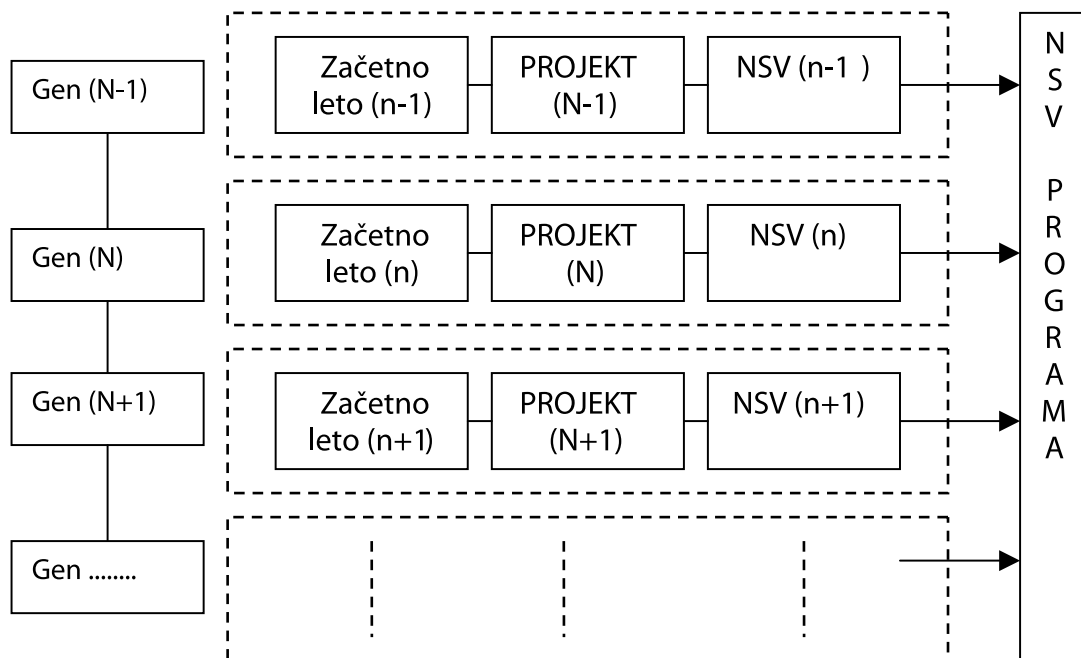 Gen (N-1)
Začetno
leto (n-1)
PROJEKT
(N-1)
NSV (n-1 )
Gen (N)
Začetno
leto (n)
PROJEKT
(N)
NSV (n)
Gen (N+1)
Začetno
leto (n+1)
PROJEKT
(N+1)
NSV (n+1)
Gen ........
N
S
V
P
R
O
G
R
A
M
A